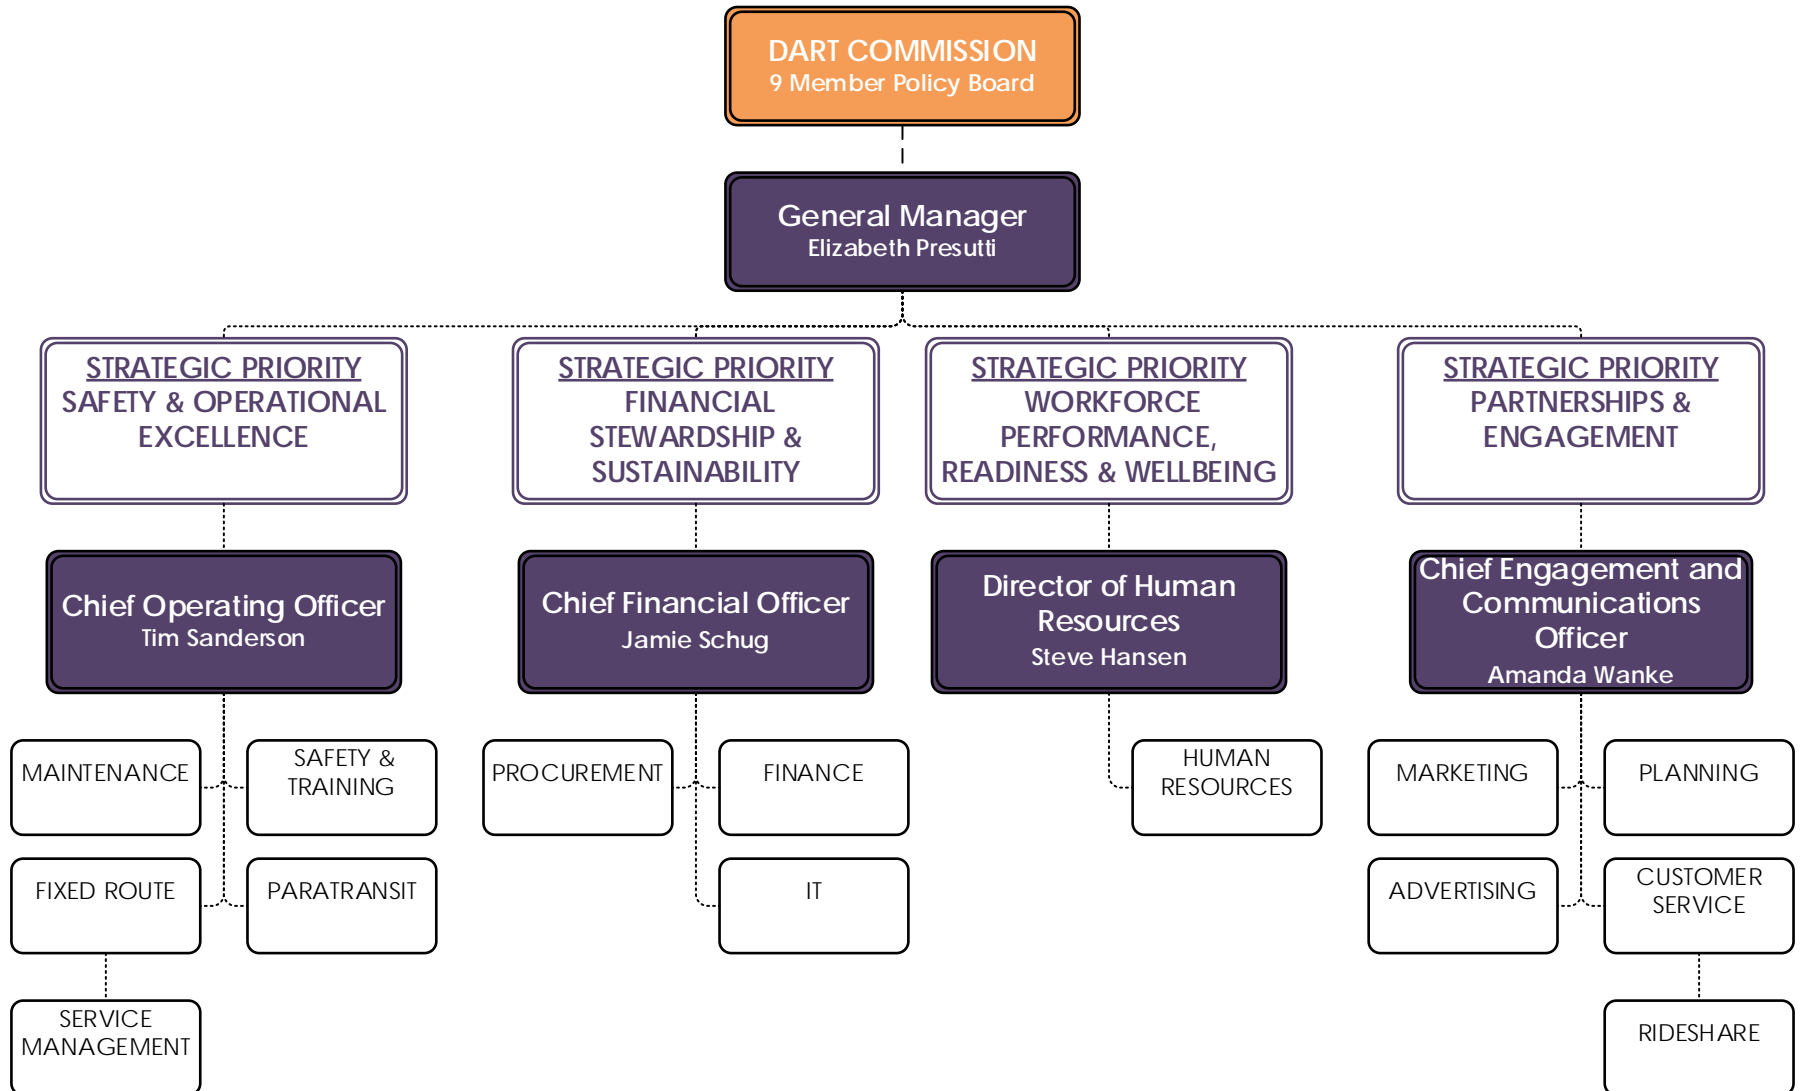 DART COMMISSION
9 Member Policy Board
General Manager
Elizabeth Presutti
STRATEGIC PRIORITY
SAFETY & OPERATIONAL
EXCELLENCE
STRATEGIC PRIORITY
FINANCIAL
STEWARDSHIP &
SUSTAINABILITY
STRATEGIC PRIORITY
WORKFORCE
PERFORMANCE,
READINESS & WELLBEING
STRATEGIC PRIORITY
PARTNERSHIPS &
ENGAGEMENT
Chief Operating Officer
Tim Sanderson
Chief Financial Officer
Jamie Schug
Director of Human
Resources
Steve Hansen
Chief Engagement and
Communications
Officer
Amanda Wanke
MAINTENANCE
SAFETY &
TRAINING
PROCUREMENT
FINANCE
HUMAN
RESOURCES
MARKETING
PLANNING
FIXED ROUTE
PARATRANSIT
IT
ADVERTISING
CUSTOMER
SERVICE
SERVICE
MANAGEMENT
RIDESHARE